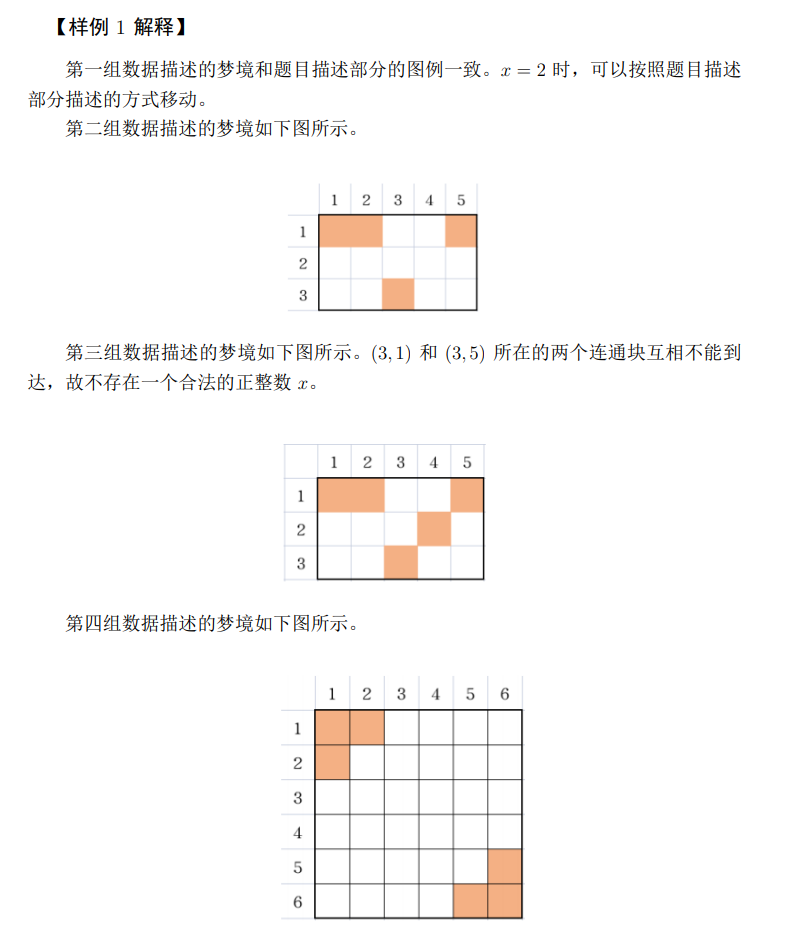 【样例 1 解释】
第一组数据描述的梦境和题目描述部分的图例一致。x = 2 时，可以按照题目描述
部分描述的方式移动。
第二组数据描述的梦境如下图所示。
1 2 3 4 5
1
2
3
第三组数据描述的梦境如下图所示。(3, 1) 和 (3, 5) 所在的两个连通块互相不能到
达，故不存在一个合法的正整数 x。
1 2 3 4 5
1
2
3
第四组数据描述的梦境如下图所示。
1 2 3 4 5 6
1
2
3
4
5
6